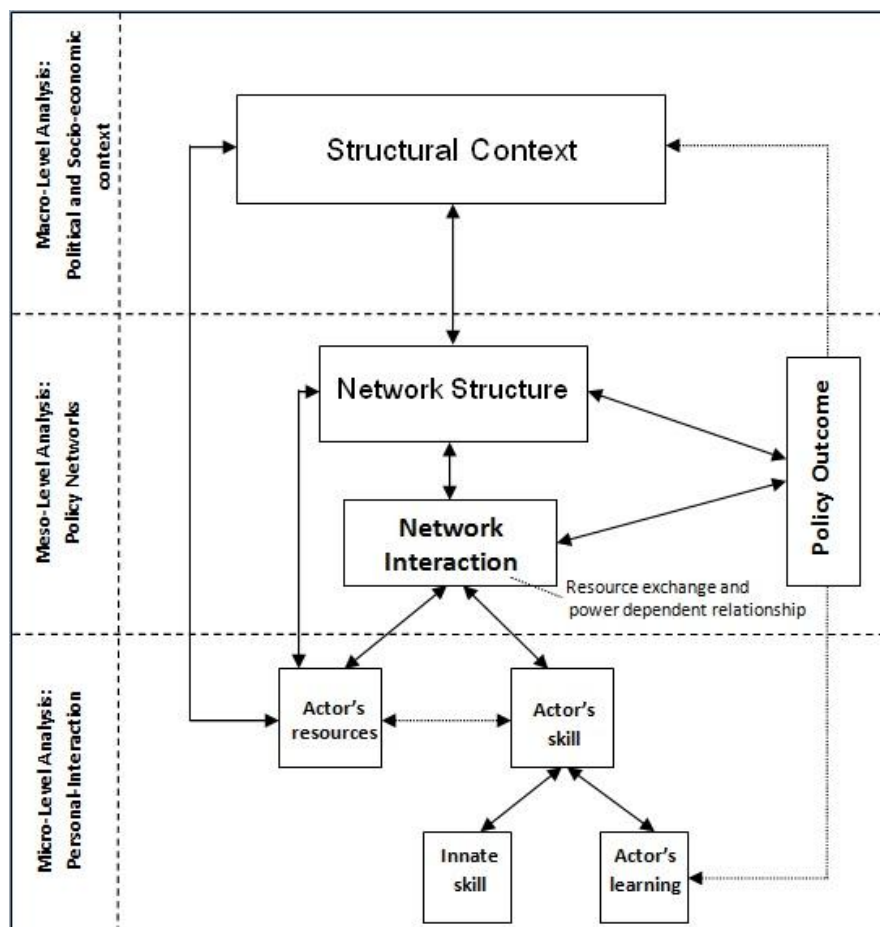 Macro-Level Analysis:
Political and Socio-economic
context
Structural Context
Meso-Level Analysis:
Policy Networks
Network Structure
Network
Interaction
Policy Outcome
Resource exchange and
power dependent relationship
Micro-Level Analysis:
Personal-Interaction
Actor's
resources
Actor's
skill
Innate
skill
Actor's
learning